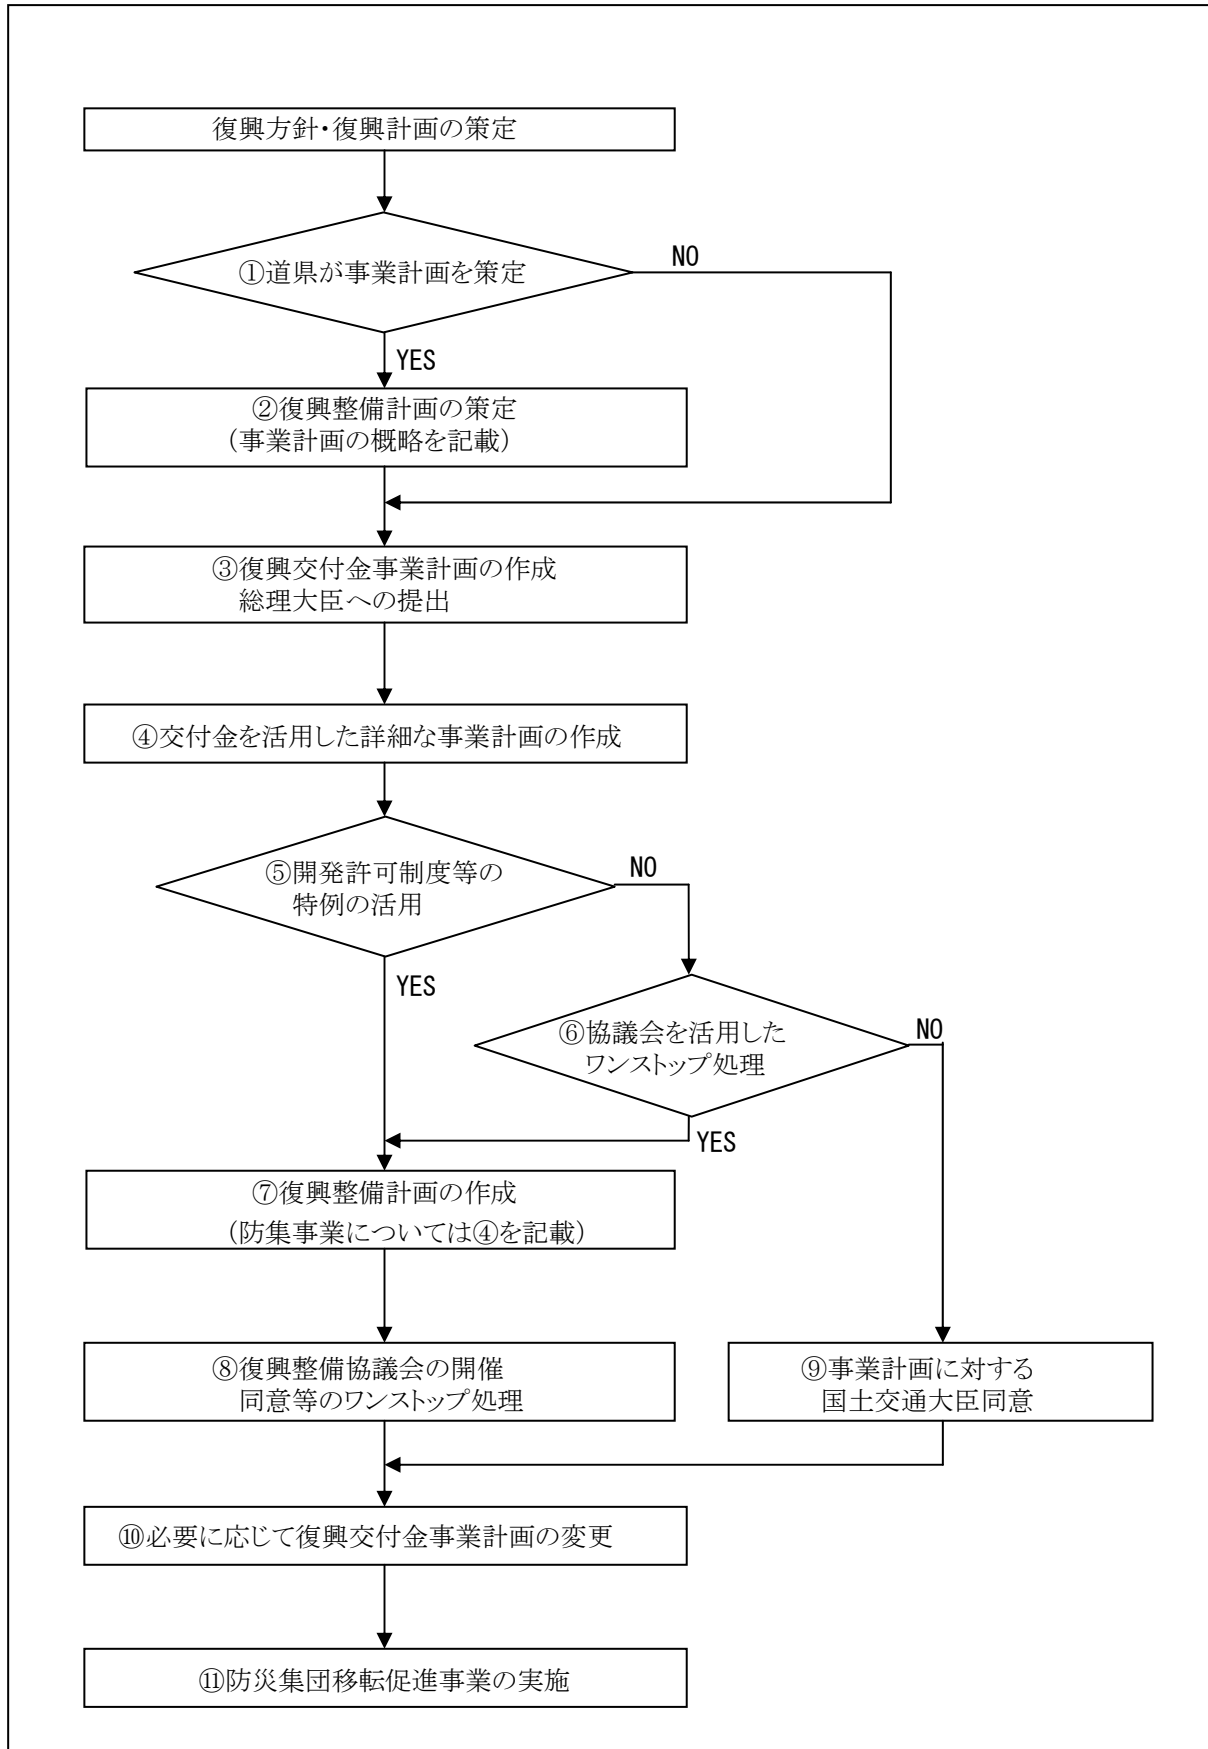 復興方針・復興計画の策定
①道県が事業計画を策定
NO
YES
②復興整備計画の策定
（事業計画の概略を記載）
③復興交付金事業計画の作成
総理大臣への提出
④交付金を活用した詳細な事業計画の作成
⑤開発許可制度等の
特例の活用
NO
YES
⑥協議会を活用した
ワンストップ処理
NO
YES
⑦復興整備計画の作成
（防集事業については④を記載）
⑧復興整備協議会の開催
同意等のワンストップ処理
⑨事業計画に対する
国土交通大臣同意
⑩必要に応じて復興交付金事業計画の変更
⑪防災集団移転促進事業の実施